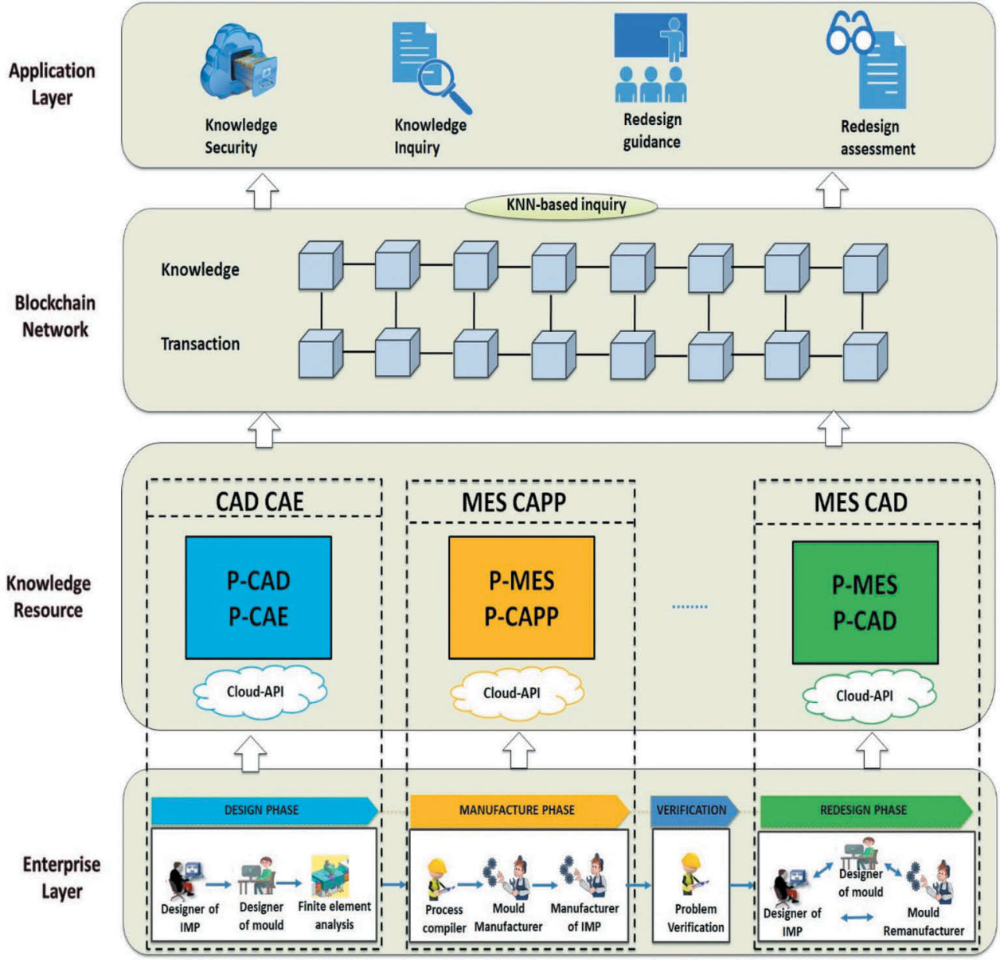 Application
Layer
Knowledge
Security
Knowledge
Inquiry
Redesign
guidance
Redesign
assessment
KNN-based inquiry
Blockchain
Network
Knowledge
Transaction
Knowledge
Resource
CAD CAE
P-CAD
P-CAE
Cloud-API
MES CAPP
P-MES
P-CAPP
Cloud-API
........
MES CAD
P-MES
P-CAD
Cloud-API
Enterprise
Layer
DESIGN PHASE
Designer of
IMP
Designer
of mould
Finite element
analysis
MANUFACTURE PHASE
Process
compiler
Mould
Manufacturer
Manufacturer
of IMP
VERIFICATION
Problem
Verification
REDESIGN PHASE
Designer of
IMP
Designer
of mould
Mould
Remanufacturer